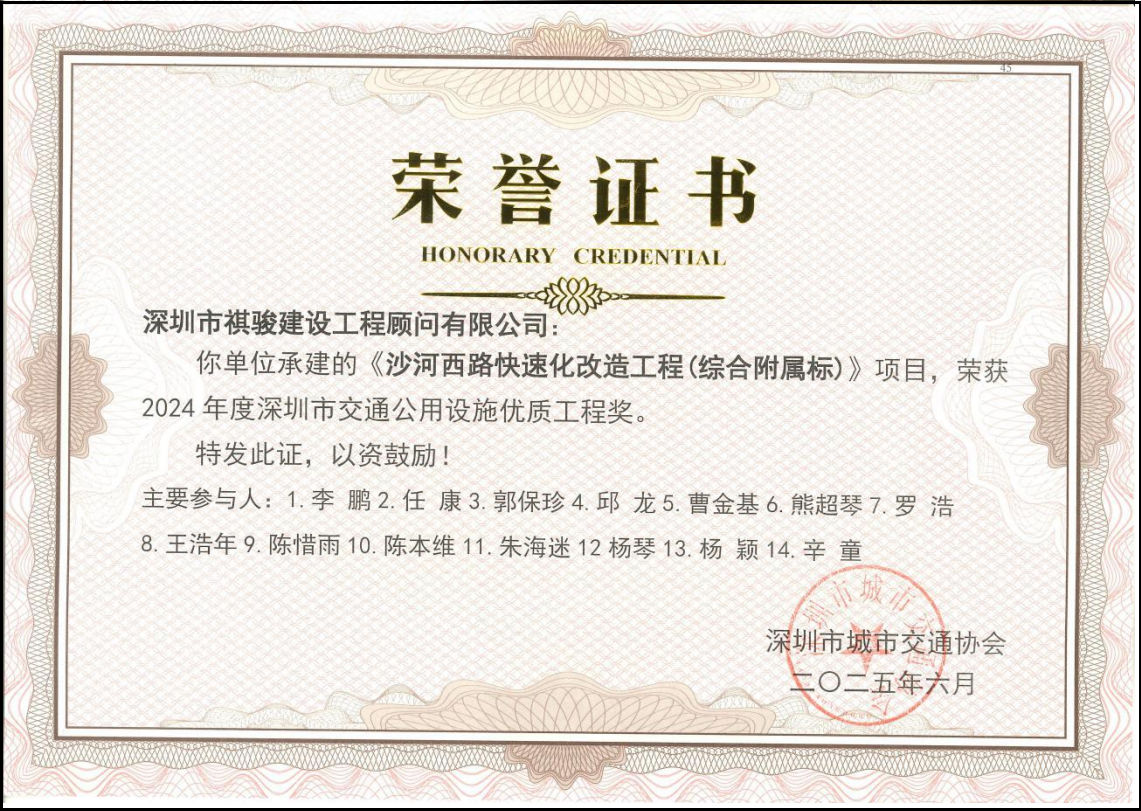 45
荣誉证书
HONORARY CREDENTIAL
深圳市祺骏建设工程顾问有限公司：
你单位承建的《沙河西路快速化改造工程(综合附属标)》项目，荣获
2024 年度深圳市交通公用设施优质工程奖。
特发此证，以资鼓励！
主要参与人：1. 李 鹏 2. 任 康 3. 郭保珍 4. 邱 龙 5. 曹金基 6. 熊超琴 7. 罗 浩
8. 王浩年 9. 陈惜雨 10. 陈本维 11. 朱海迷 12 杨琴 13. 杨 颖 14. 辛 童
深圳市城市交通协会
二〇二五年六月